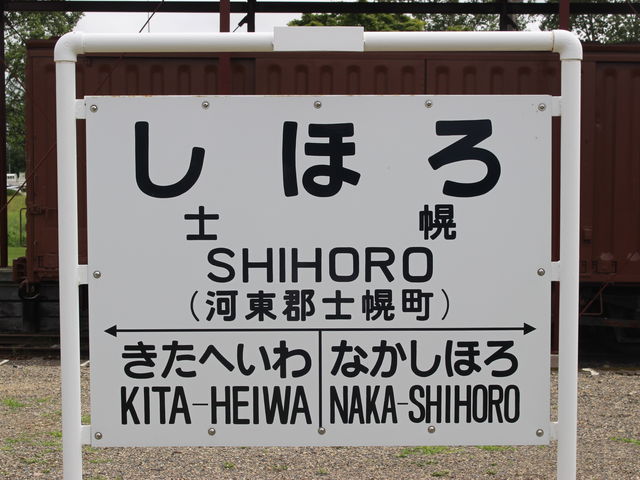 しほろ
士幌
SHIHORO
(河東郡士幌町)
きたへいわ なかしほろ
KITA-HEIWA NAKA-SHIHORO